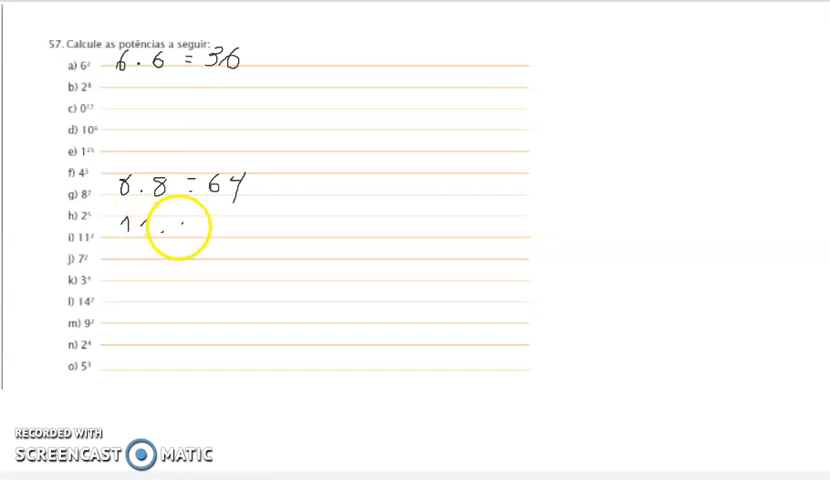 57. Calcule as potências a seguir:
a) 6² 6 . 6 = 36
b) 2⁸
c) 0¹⁷
d) 10⁶
e) 1²⁵
f) 4³
g) 8² 8 . 8 = 64
h) 2⁵
i) 11² 11 .
j) 7²
k) 3⁴
l) 14²
m) 9²
n) 2⁴
o) 5³
RECORDED WITH
SCREENCAST MATIC